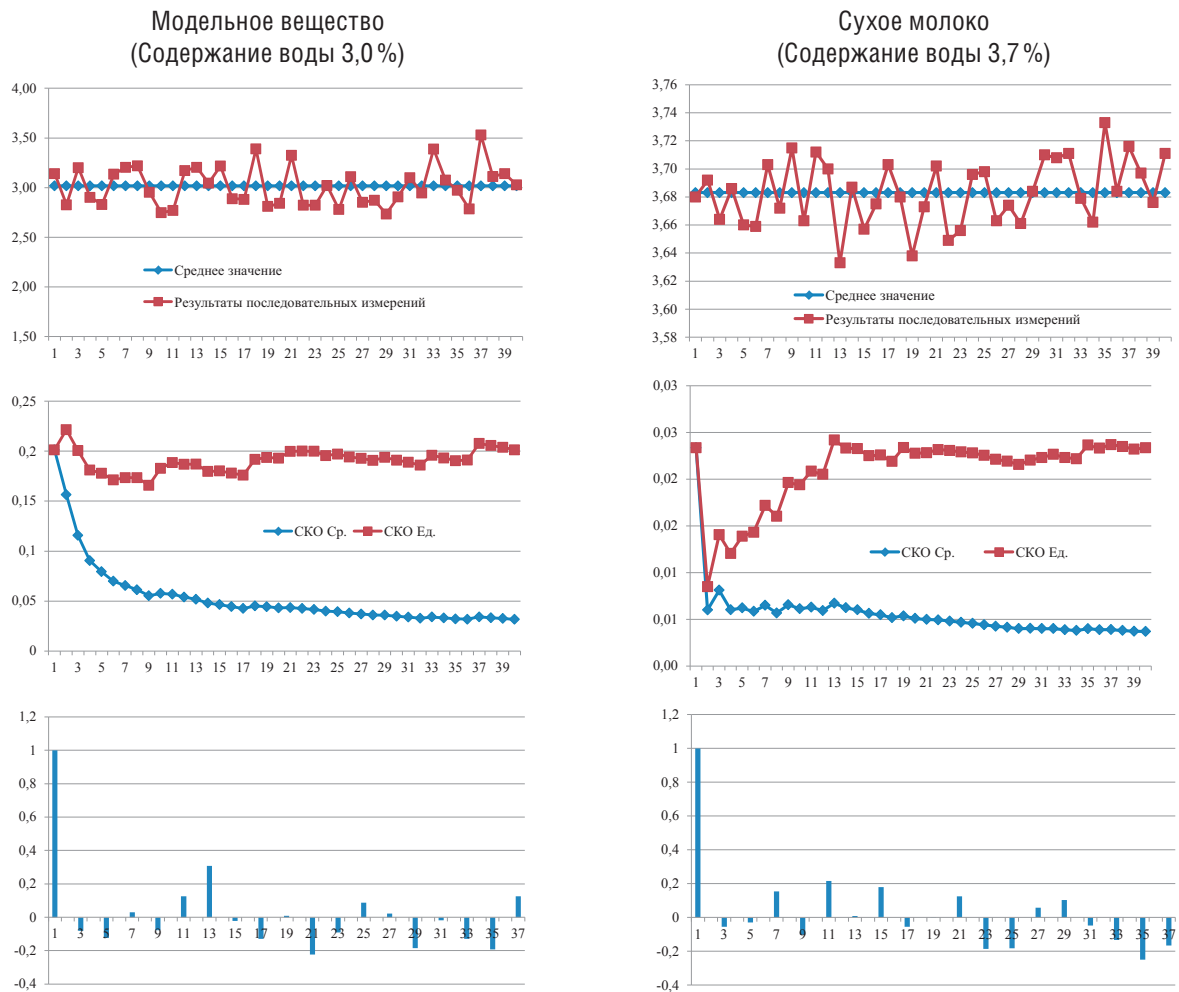 Модельное вещество
(Содержание воды 3,0 %)
4,00
3,50
3,00
2,50
2,00
1,50
Среднее значение
Результаты последовательных измерений
1 3 5 7 9 11 13 15 17 19 21 23 25 27 29 31 33 35 37 39
0,25
0,2
0,15
0,1
0,05
0
СКО Ср. СКО Ед.
1 3 5 7 9 11 13 15 17 19 21 23 25 27 29 31 33 35 37 39
1,2
1
0,8
0,6
0,4
0,2
0
-0,2
-0,4
1 3 5 7 9 11 13 15 17 19 21 23 25 27 29 31 33 35 37
Сухое молоко
(Содержание воды 3,7 %)
3,76
3,74
3,72
3,70
3,68
3,66
3,64
3,62
3,60
3,58
Среднее значение
Результаты последовательных измерений
1 3 5 7 9 11 13 15 17 19 21 23 25 27 29 31 33 35 37 39
0,03
0,03
0,02
0,02
0,01
0,01
0,00
СКО Ср. СКО Ед.
1 3 5 7 9 11 13 15 17 19 21 23 25 27 29 31 33 35 37 39
1,2
1
0,8
0,6
0,4
0,2
0
-0,2
-0,4
1 3 5 7 9 11 13 15 17 19 21 23 25 27 29 31 33 35 37